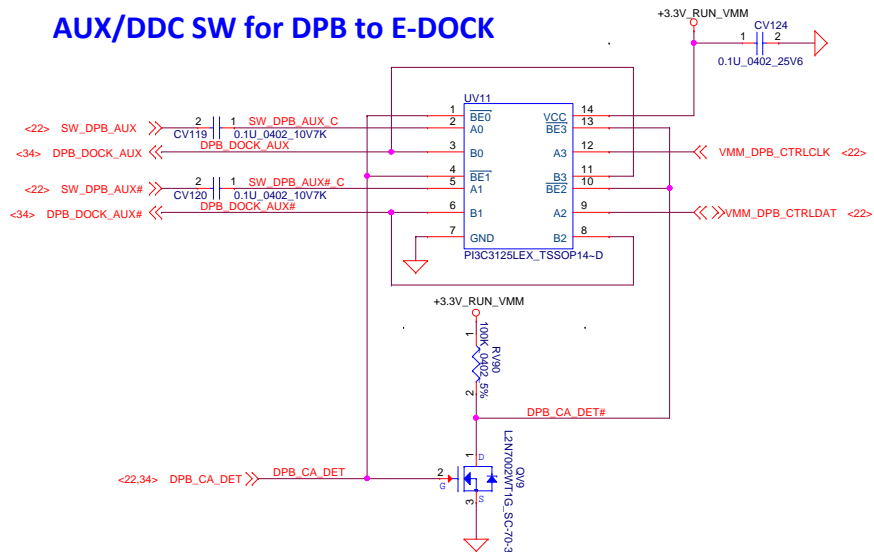 AUX/DDC SW for DPB to E-DOCK
+3.3V_RUN_VMM
CV124
1 2
0.1U_0402_25V6
UV11
<22> SW_DPB_AUX 2 1 SW_DPB_AUX_C
CV119 0.1U_0402_10V7K
<34> DPB_DOCK_AUX DPB_DOCK_AUX
<22> SW_DPB_AUX# 2 1 SW_DPB_AUX#_C
CV120 0.1U_0402_10V7K
<34> DPB_DOCK_AUX# DPB_DOCK_AUX#
1 BE0 VCC 14
2 A0 BE3 13
3 B0 A3 12 VMM_DPB_CTRLCLK <22>
4 BE1 B3 11
5 A1 BE2 10
6 B1 A2 9 VMM_DPB_CTRLDAT <22>
7 GND B2 8
PI3C3125LEX_TSSOP14~D
+3.3V_RUN_VMM
1
RV90
100K_0402_5%
2
DPB_CA_DET#
<22,34> DPB_CA_DET DPB_CA_DET
1 D
2 G
3 S
QV9
L2N7002WT1G_SC-70-3